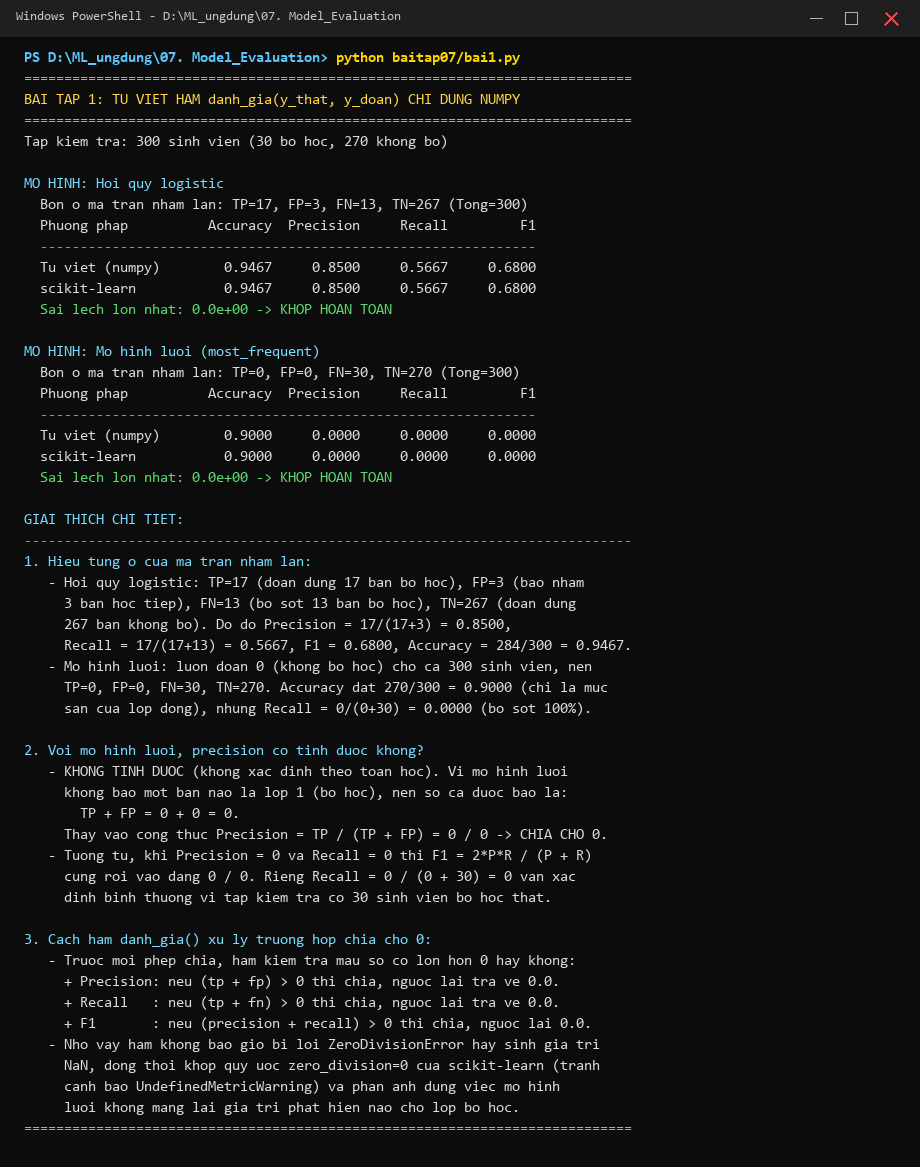 Windows PowerShell - D:\ML_ungdung\07. Model_Evaluation
PS D:\ML_ungdung\07. Model_Evaluation> python baitap07/bai1.py
============================================================================
BAI TAP 1: TU VIET HAM danh_gia(y_that, y_doan) CHI DUNG NUMPY
============================================================================
Tap kiem tra: 300 sinh vien (30 bo hoc, 270 khong bo)
MO HINH: Hoi quy logistic
Bon o ma tran nham lan: TP=17, FP=3, FN=13, TN=267 (Tong=300)
Phuong phap Accuracy Precision Recall F1
--------------------------------------------------------------
Tu viet (numpy) 0.9467 0.8500 0.5667 0.6800
scikit-learn 0.9467 0.8500 0.5667 0.6800
Sai lech lon nhat: 0.0e+00 -> KHOP HOAN TOAN
MO HINH: Mo hinh luoi (most_frequent)
Bon o ma tran nham lan: TP=0, FP=0, FN=30, TN=270 (Tong=300)
Phuong phap Accuracy Precision Recall F1
--------------------------------------------------------------
Tu viet (numpy) 0.9000 0.0000 0.0000 0.0000
scikit-learn 0.9000 0.0000 0.0000 0.0000
Sai lech lon nhat: 0.0e+00 -> KHOP HOAN TOAN
GIAI THICH CHI TIET:
----------------------------------------------------------------------------
1. Hieu tung o cua ma tran nham lan:
- Hoi quy logistic: TP=17 (doan dung 17 ban bo hoc), FP=3 (bao nham
3 ban hoc tiep), FN=13 (bo sot 13 ban bo hoc), TN=267 (doan dung
267 ban khong bo). Do do Precision = 17/(17+3) = 0.8500,
Recall = 17/(17+13) = 0.5667, F1 = 0.6800, Accuracy = 284/300 = 0.9467.
- Mo hinh luoi: luon doan 0 (khong bo hoc) cho ca 300 sinh vien, nen
TP=0, FP=0, FN=30, TN=270. Accuracy dat 270/300 = 0.9000 (chi la muc
san cua lop dong), nhung Recall = 0/(0+30) = 0.0000 (bo sot 100%).
2. Voi mo hinh luoi, precision co tinh duoc khong?
- KHONG TINH DUOC (khong xac dinh theo toan hoc). Vi mo hinh luoi
khong bao mot ban nao la lop 1 (bo hoc), nen so ca duoc bao la:
TP + FP = 0 + 0 = 0.
Thay vao cong thuc Precision = TP / (TP + FP) = 0 / 0 -> CHIA CHO 0.
- Tuong tu, khi Precision = 0 va Recall = 0 thi F1 = 2*P*R / (P + R)
cung roi vao dang 0 / 0. Rieng Recall = 0 / (0 + 30) = 0 van xac
dinh binh thuong vi tap kiem tra co 30 sinh vien bo hoc that.
3. Cach ham danh_gia() xu ly truong hop chia cho 0:
- Truoc moi phep chia, ham kiem tra mau so co lon hon 0 hay khong:
+ Precision: neu (tp + fp) > 0 thi chia, nguoc lai tra ve 0.0.
+ Recall : neu (tp + fn) > 0 thi chia, nguoc lai tra ve 0.0.
+ F1 : neu (precision + recall) > 0 thi chia, nguoc lai 0.0.
- Nho vay ham khong bao gio bi loi ZeroDivisionError hay sinh gia tri
NaN, dong thoi khop quy uoc zero_division=0 cua scikit-learn (tranh
canh bao UndefinedMetricWarning) va phan anh dung viec mo hinh
luoi khong mang lai gia tri phat hien nao cho lop bo hoc.
============================================================================